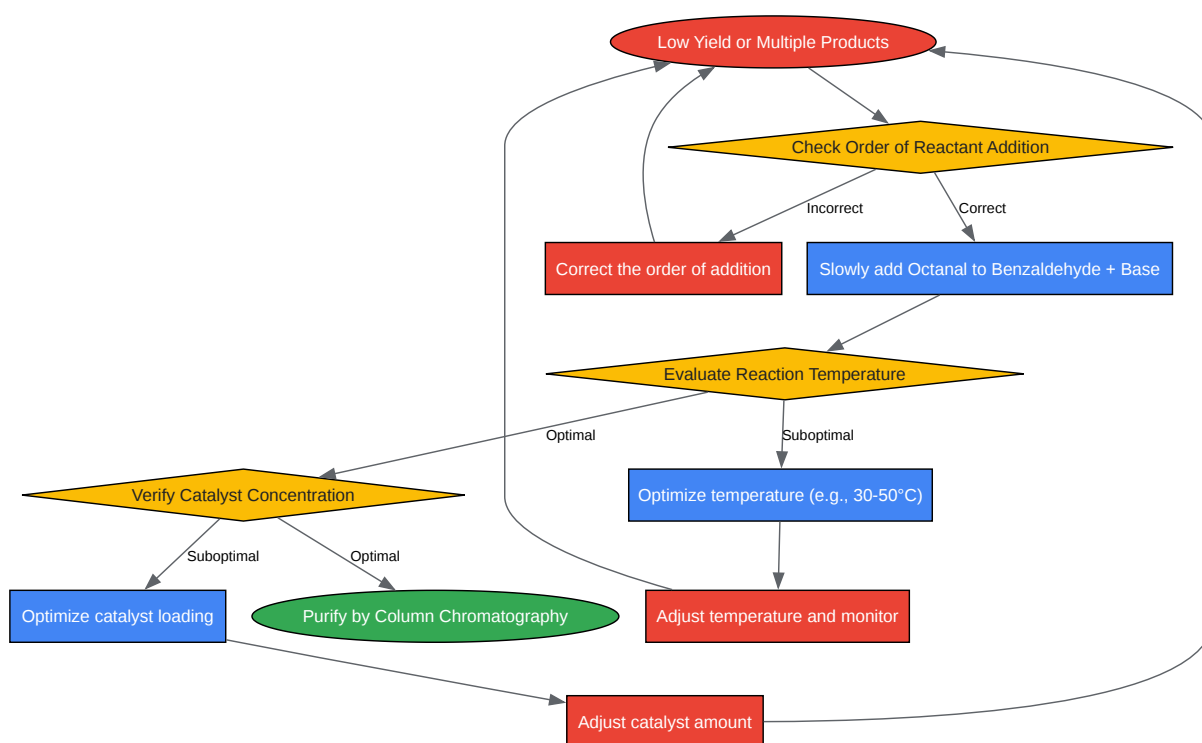 Low Yield or Multiple Products
Check Order of Reactant Addition
Incorrect
Correct
Correct the order of addition
Slowly add Octanal to Benzaldehyde + Base
Evaluate Reaction Temperature
Optimal
Suboptimal
Verify Catalyst Concentration
Optimize temperature (e.g., 30-50°C)
Suboptimal
Optimal
Optimize catalyst loading
Purify by Column Chromatography
Adjust temperature and monitor
Adjust catalyst amount